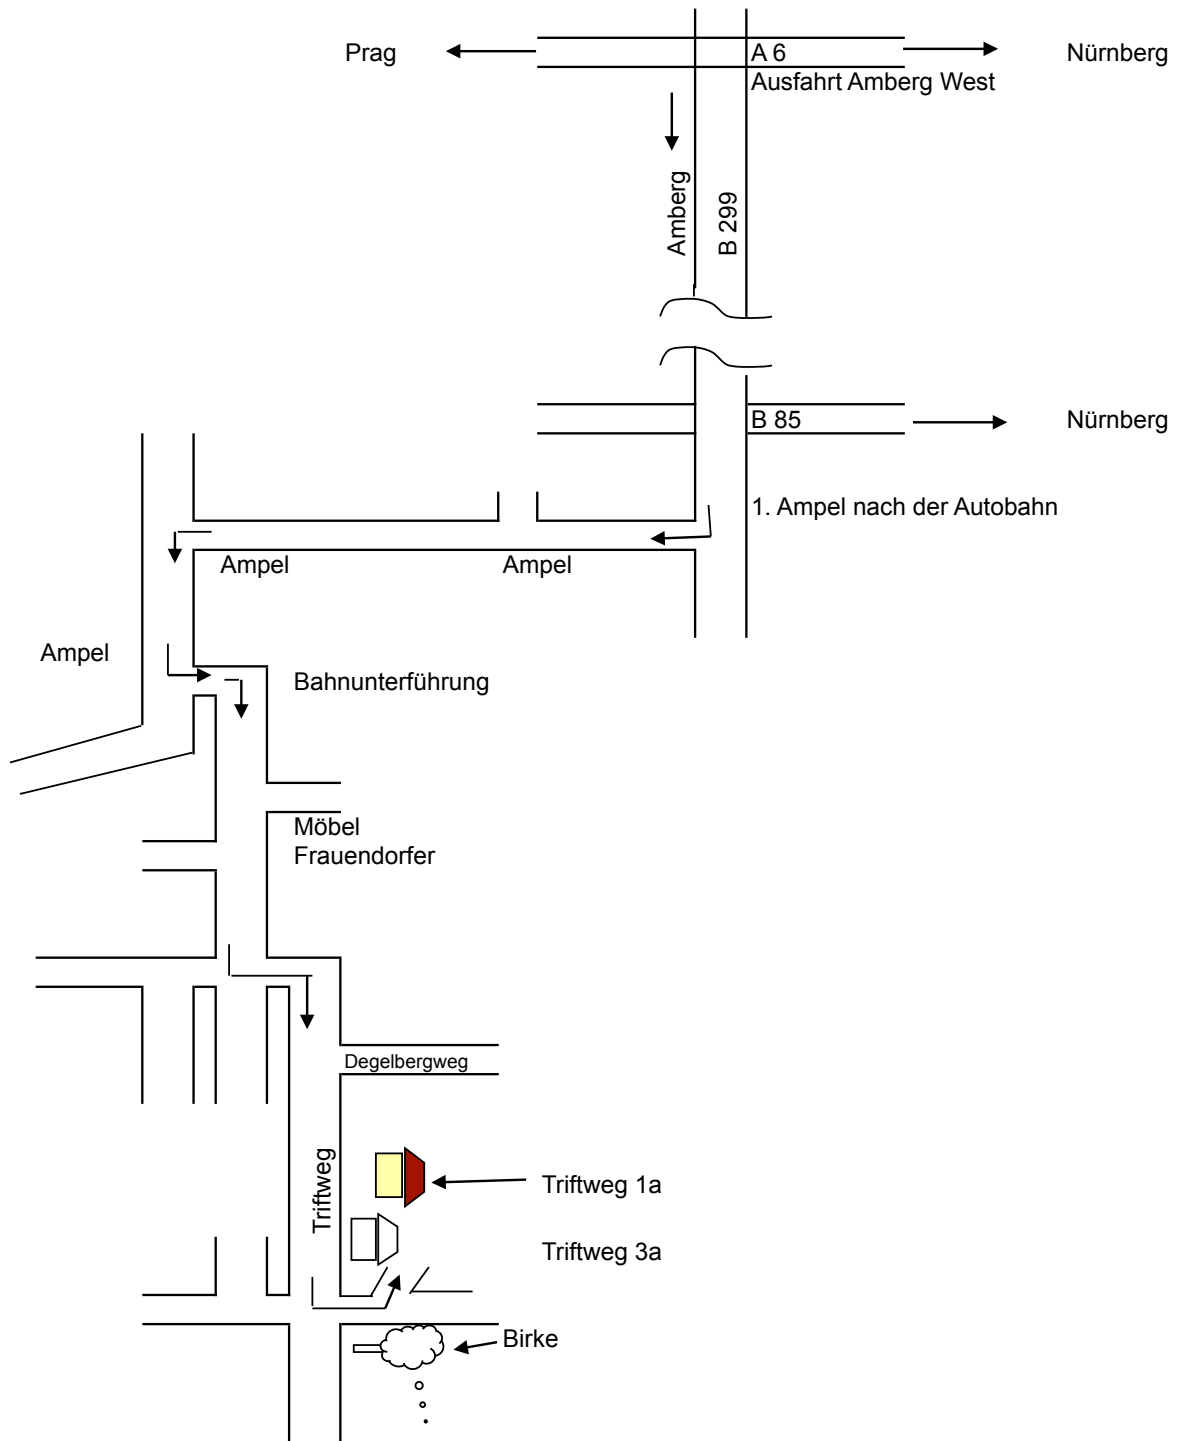 Prag
A 6
Nürnberg
Ausfahrt Amberg West
Amberg
B 299
B 85
Nürnberg
1. Ampel nach der Autobahn
Ampel
Ampel
Ampel
Bahnunterführung
Möbel
Frauendorfer
Degelbergweg
Triftweg
Triftweg 1a
Triftweg 3a
Birke